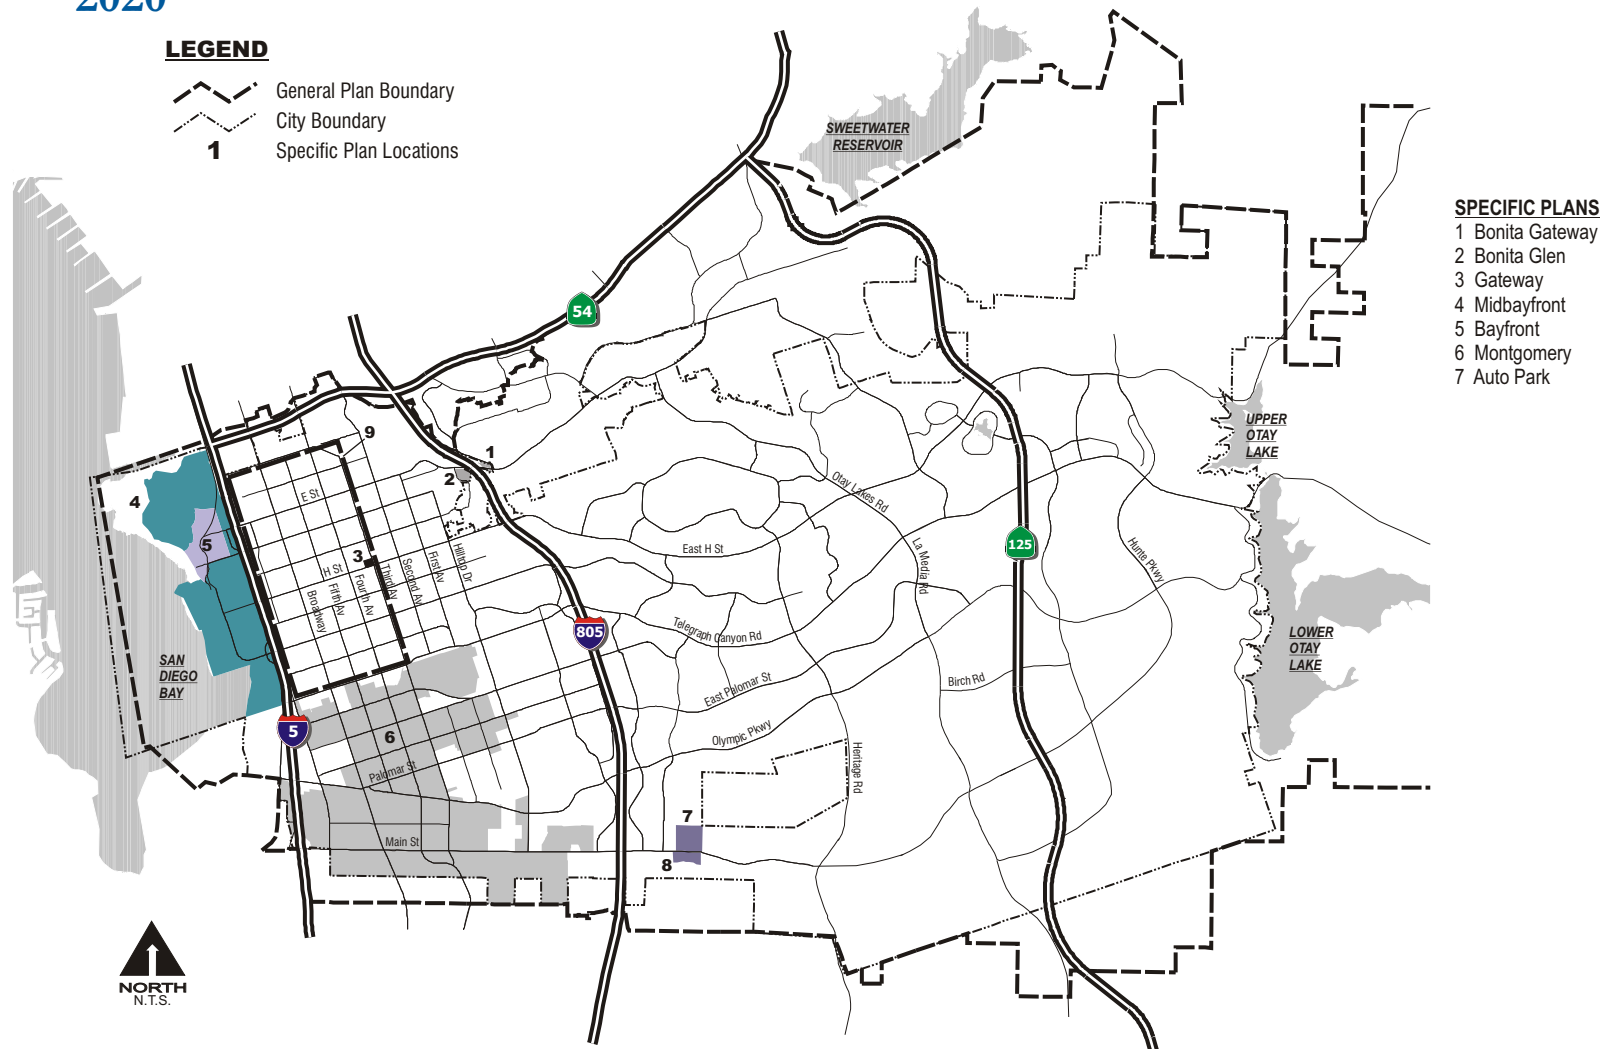 2020
LEGEND
General Plan Boundary
City Boundary
1 Specific Plan Locations
SWEETWATER
RESERVOIR
SPECIFIC PLANS
1 Bonita Gateway
2 Bonita Glen
3 Gateway
4 Midbayfront
5 Bayfront
6 Montgomery
7 Auto Park
54
9
1
2
UPPER
OTAY
LAKE
4
E St
Otay Lakes Rd
5
East H St
125
La Media Rd
Hunte Pkwy
3
H St
Broadway
Fifth Av
Fourth Av
Third Av
Second Av
First Av
Hilltop Dr
805
Telegraph Canyon Rd
LOWER
OTAY
LAKE
SAN
DIEGO
BAY
East Palomar St
Birch Rd
5
6
Olympic Pkwy
Palomar St
Heritage Rd
7
Main St
8
NORTH
N.T.S.